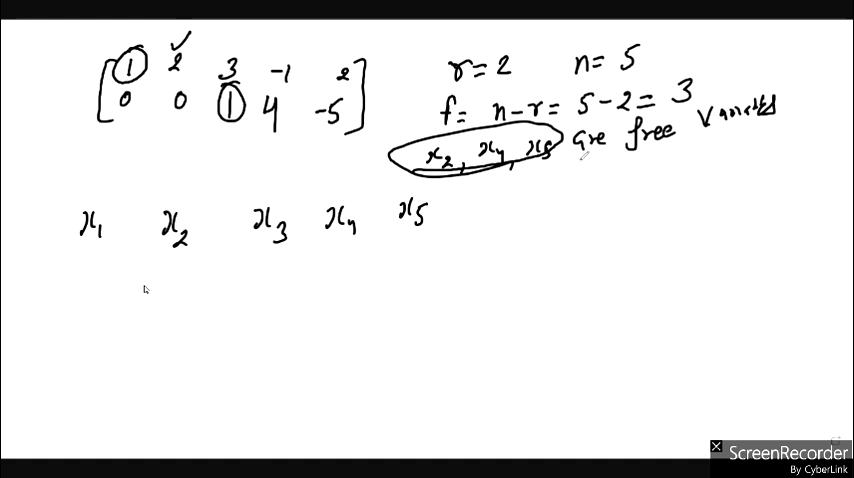 1 2 3 -1 2
0 0 1 4 -5
r = 2 n = 5
f = n - r = 5 - 2 = 3
x2, x4, x5 are free variables
x1 x2 x3 x4 x5
ScreenRecorder
By CyberLink